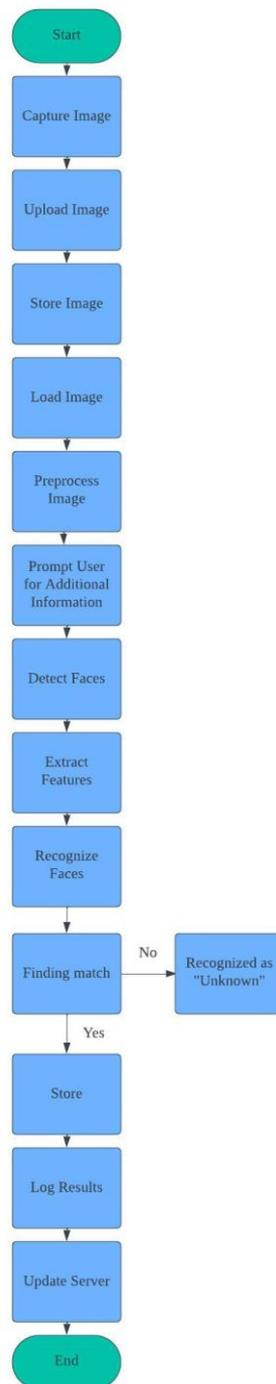 Start
Capture Image
Upload Image
Store Image
Load Image
Preprocess
Image
Prompt User
for Additional
Information
Detect Faces
Extract
Features
Recognize
Faces
Finding match
No
Recognized as
"Unknown"
Yes
Store
Log Results
Update Server
End